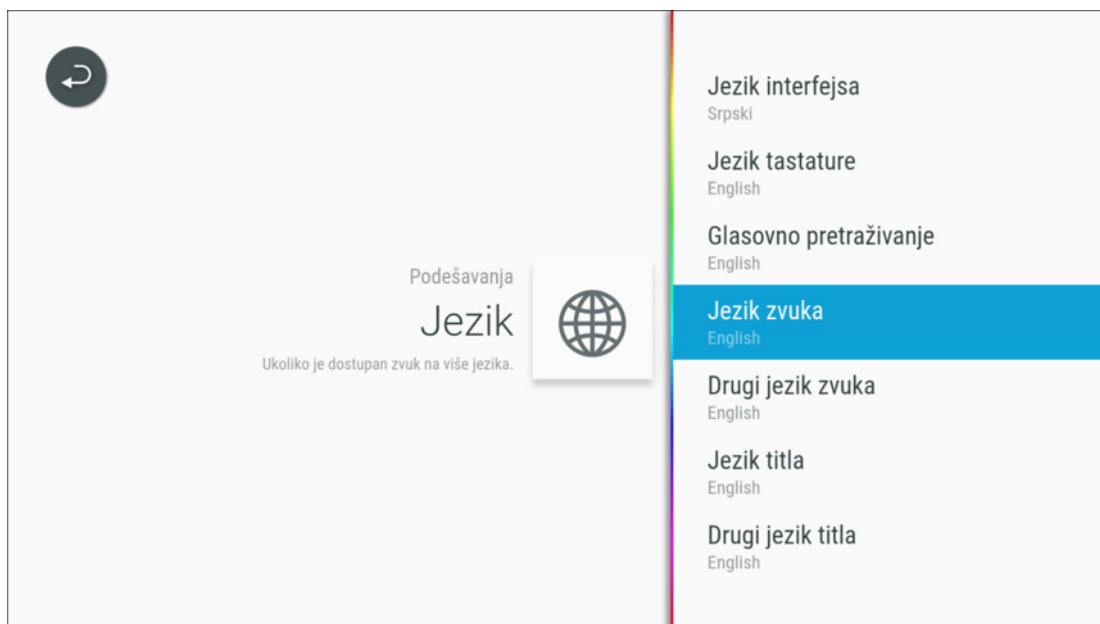 Podešavanja
Jezik
Ukoliko je dostupan zvuk na više jezika.
Jezik interfejsa
Srpski
Jezik tastature
English
Glasovno pretraživanje
English
Jezik zvuka
English
Drugi jezik zvuka
English
Jezik titla
English
Drugi jezik titla
English